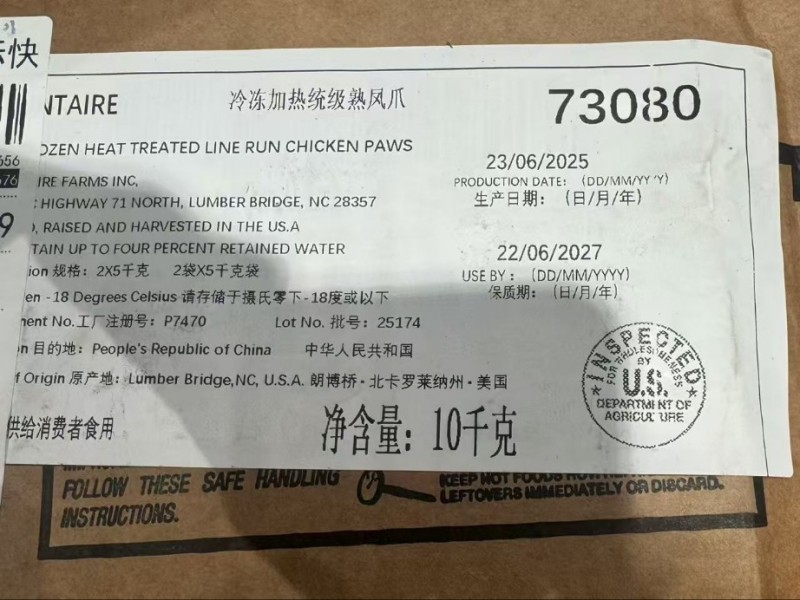 快
656
676
9
NTAIRE
冷冻加热统级熟凤爪
73080
OZEN HEAT TREATED LINE RUN CHICKEN PAWS
IRE FARMS INC,
HIGHWAY 71 NORTH, LUMBER BRIDGE, NC 28357
), RAISED AND HARVESTED IN THE U.S.A
TAIN UP TO FOUR PERCENT RETAINED WATER
ion 规格：2X5千克 2袋X5千克袋
en -18 Degrees Celsius 请存储于摄氏零下-18度或以下
ment No.工厂注册号：P7470 Lot No. 批号：25174
n 目的地：People's Republic of China 中华人民共和国
f Origin 原产地：Lumber Bridge,NC, U.S.A. 朗博桥·北卡罗莱纳州·美国
供给消费者食用
净含量：10千克
23/06/2025
PRODUCTION DATE: (DD/MM/YYYY)
生产日期：（日/月/年）
22/06/2027
USE BY : (DD/MM/YYYY)
保质期：（日/月/年）
INSPECTED
FOR WHOLESOMENESS
BY
U.S.
DEPARTMENT OF
AGRICULTURE
FOLLOW THESE SAFE HANDLING
INSTRUCTIONS.
KEEP HOT FOODS HOT.
LEFTOVERS IMMEDIATELY OR DISCARD.